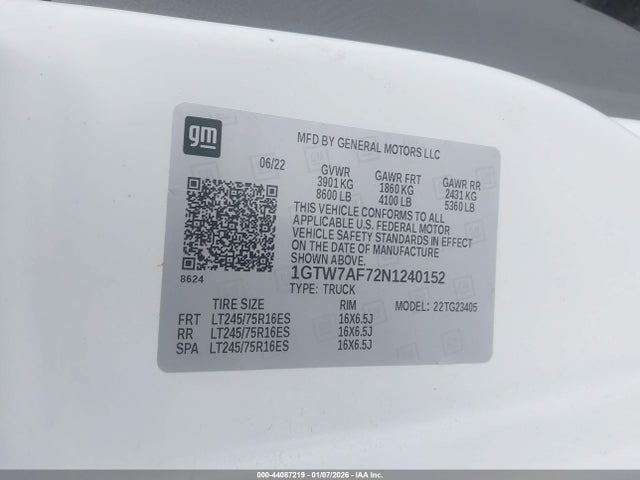 gm
MFD BY GENERAL MOTORS LLC
06/22
GVWR GAWR FRT GAWR RR
3901 KG 1860 KG 2431 KG
8600 LB 4100 LB 5360 LB
THIS VEHICLE CONFORMS TO ALL
APPLICABLE U.S. FEDERAL MOTOR
VEHICLE SAFETY STANDARDS IN EFFECT
ON THE DATE OF MANUFACTURE
SHOWN ABOVE.
8624
1GTW7AF72N1240152
TYPE: TRUCK
TIRE SIZE RIM MODEL: 22TG23405
FRT LT245/75R16ES 16X6.5J
RR LT245/75R16ES 16X6.5J
SPA LT245/75R16ES 16X6.5J
000-44087219 - 01/07/2026 - IAAI.COM